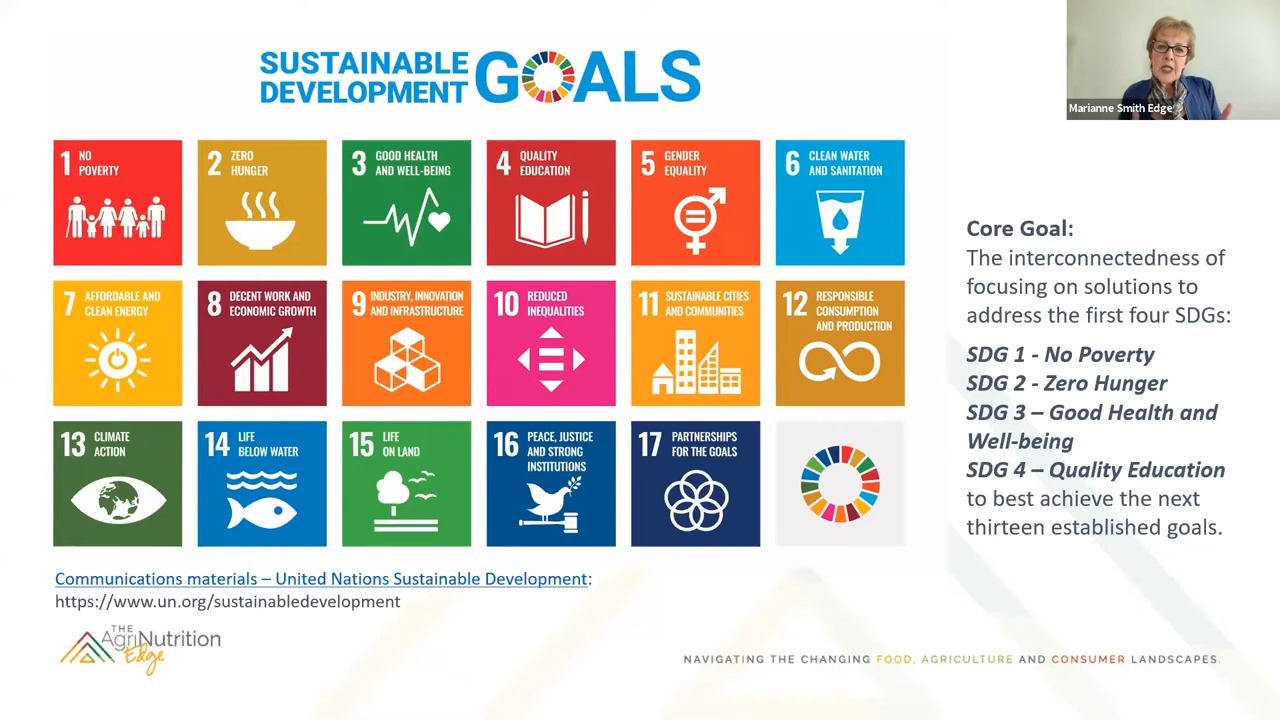 SUSTAINABLE
DEVELOPMENT
GOALS
1 NO
POVERTY
2 ZERO
HUNGER
3 GOOD HEALTH
AND WELL-BEING
4 QUALITY
EDUCATION
5 GENDER
EQUALITY
6 CLEAN WATER
AND SANITATION
7 AFFORDABLE AND
CLEAN ENERGY
8 DECENT WORK AND
ECONOMIC GROWTH
9 INDUSTRY, INNOVATION
AND INFRASTRUCTURE
10 REDUCED
INEQUALITIES
11 SUSTAINABLE CITIES
AND COMMUNITIES
12 RESPONSIBLE
CONSUMPTION
AND PRODUCTION
13 CLIMATE
ACTION
14 LIFE
BELOW WATER
15 LIFE
ON LAND
16 PEACE, JUSTICE
AND STRONG
INSTITUTIONS
17 PARTNERSHIPS
FOR THE GOALS
Marianne Smith Edge
Core Goal:
The interconnectedness of
focusing on solutions to
address the first four SDGs:
SDG 1 - No Poverty
SDG 2 - Zero Hunger
SDG 3 – Good Health and
Well-being
SDG 4 – Quality Education
to best achieve the next
thirteen established goals.
Communications materials – United Nations Sustainable Development:
https://www.un.org/sustainabledevelopment
THE
AgriNutrition
Edge
NAVIGATING THE CHANGING FOOD, AGRICULTURE AND CONSUMER LANDSCAPES.